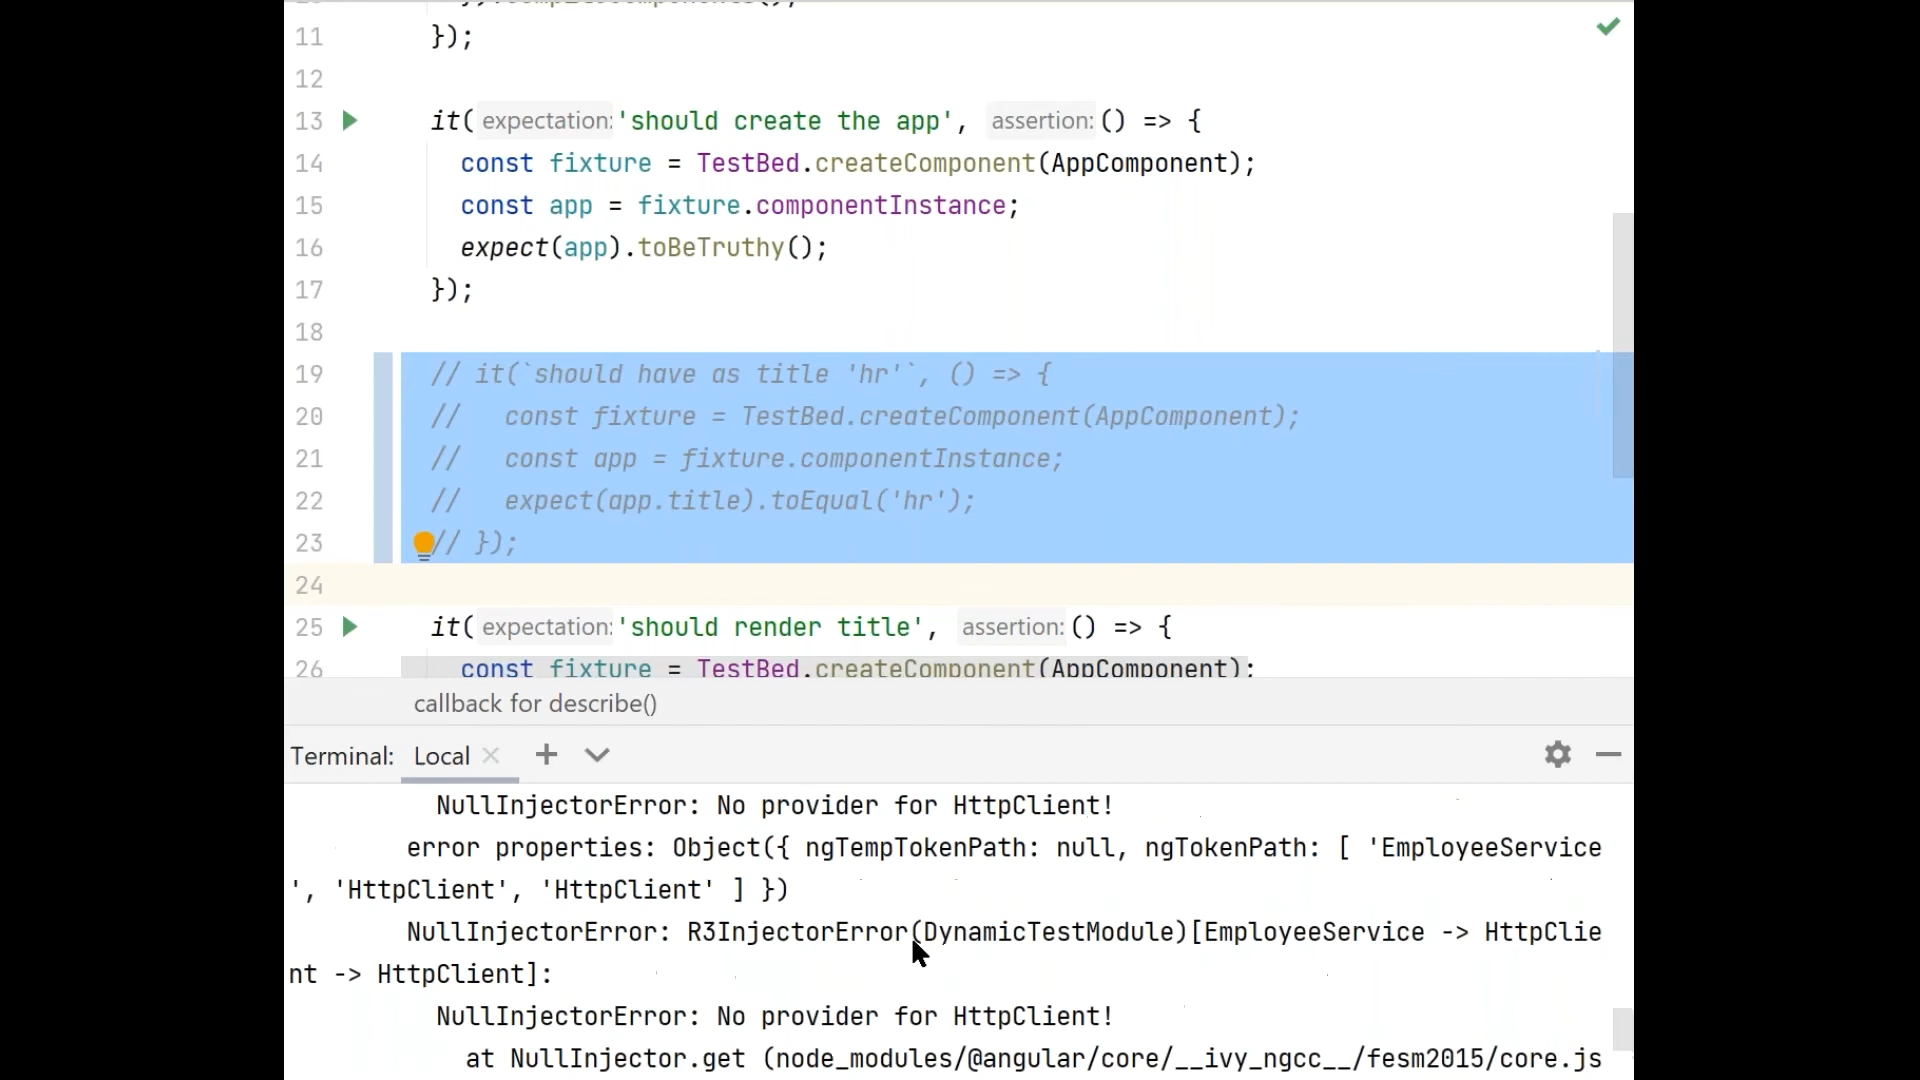 11 });
12
13 it( expectation: 'should create the app', assertion: () => {
14 const fixture = TestBed.createComponent(AppComponent);
15 const app = fixture.componentInstance;
16 expect(app).toBeTruthy();
17 });
18
19 // it(`should have as title 'hr'`, () => {
20 // const fixture = TestBed.createComponent(AppComponent);
21 // const app = fixture.componentInstance;
22 // expect(app.title).toEqual('hr');
23 // });
24
25 it( expectation: 'should render title', assertion: () => {
26 const fixture = TestBed.createComponent(AppComponent);
callback for describe()
Terminal: Local
NullInjectorError: No provider for HttpClient!
error properties: Object({ ngTempTokenPath: null, ngTokenPath: [ 'EmployeeService
', 'HttpClient', 'HttpClient' ] })
NullInjectorError: R3InjectorError(DynamicTestModule)[EmployeeService -> HttpClie
nt -> HttpClient]:
NullInjectorError: No provider for HttpClient!
at NullInjector.get (node_modules/@angular/core/__ivy_ngcc__/fesm2015/core.js